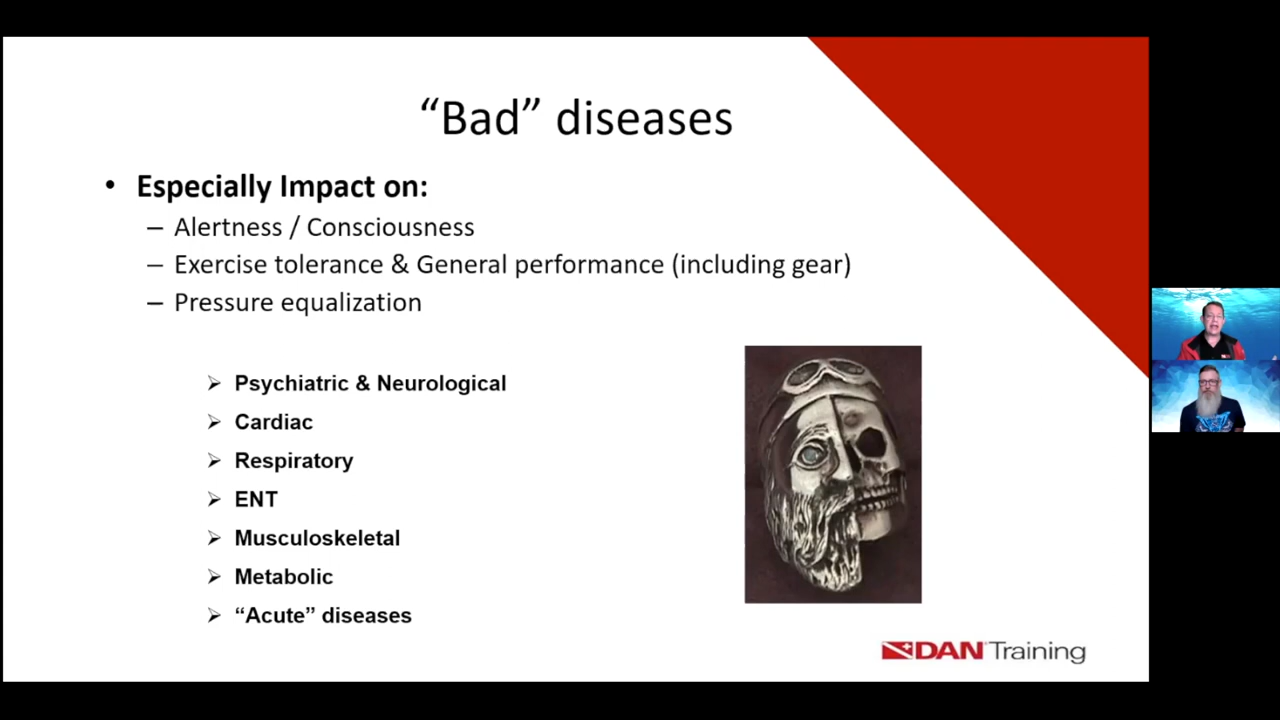 “Bad” diseases
• Especially Impact on:
– Alertness / Consciousness
– Exercise tolerance & General performance (including gear)
– Pressure equalization
➢ Psychiatric & Neurological
➢ Cardiac
➢ Respiratory
➢ ENT
➢ Musculoskeletal
➢ Metabolic
➢ “Acute” diseases
DAN Training